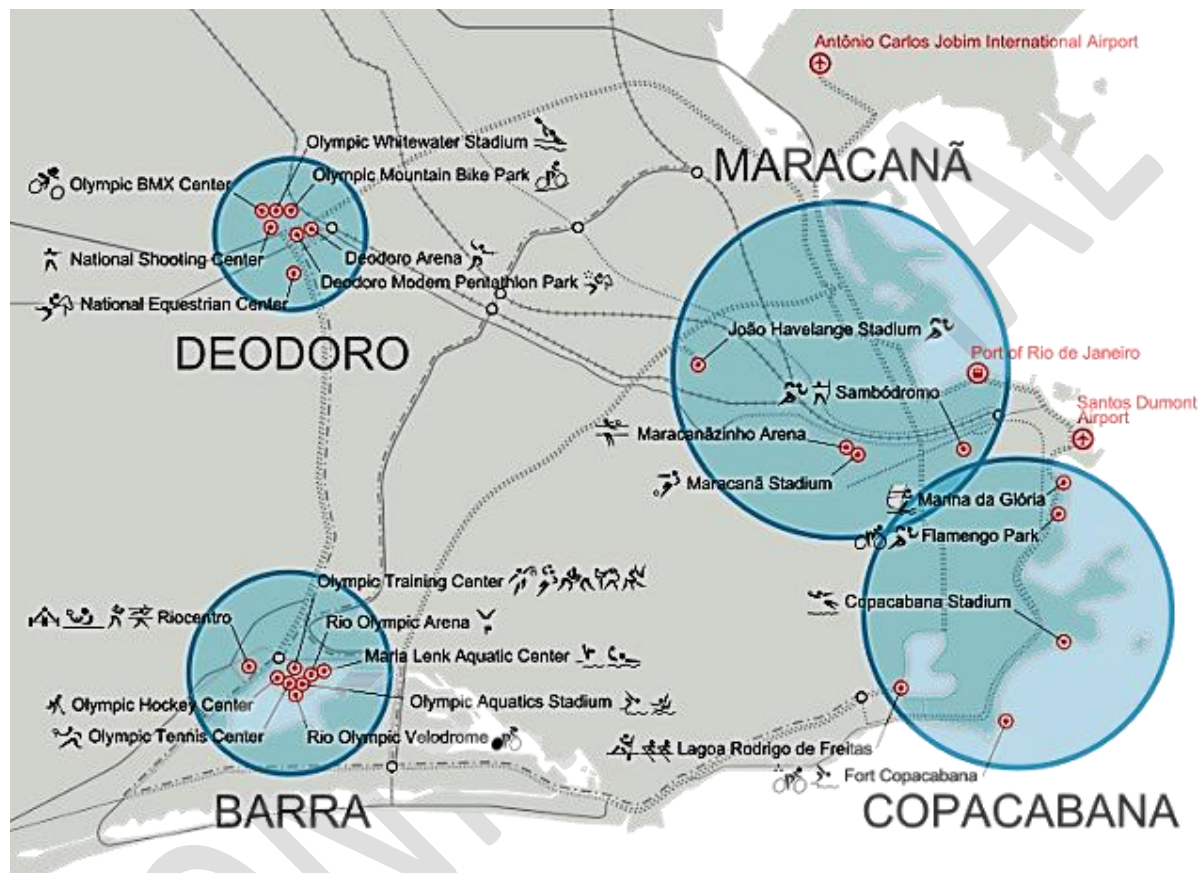 Antônio Carlos Jobim International Airport
Olympic Whitewater Stadium
MARACANÃ
Olympic BMX Center
Olympic Mountain Bike Park
National Shooting Center
Deodoro Arena
Deodoro Modern Pentathlon Park
National Equestrian Center
DEODORO
João Havelange Stadium
Port of Rio de Janeiro
Sambódromo
Santos Dumont
Airport
Maracanãzinho Arena
Maracanã Stadium
Marina da Glória
Flamengo Park
Olympic Training Center
Copacabana Stadium
Riocentro
Rio Olympic Arena
Maria Lenk Aquatic Center
Olympic Hockey Center
Olympic Aquatics Stadium
Olympic Tennis Center
Rio Olympic Velodrome
Lagoa Rodrigo de Freitas
Fort Copacabana
BARRA
COPACABANA